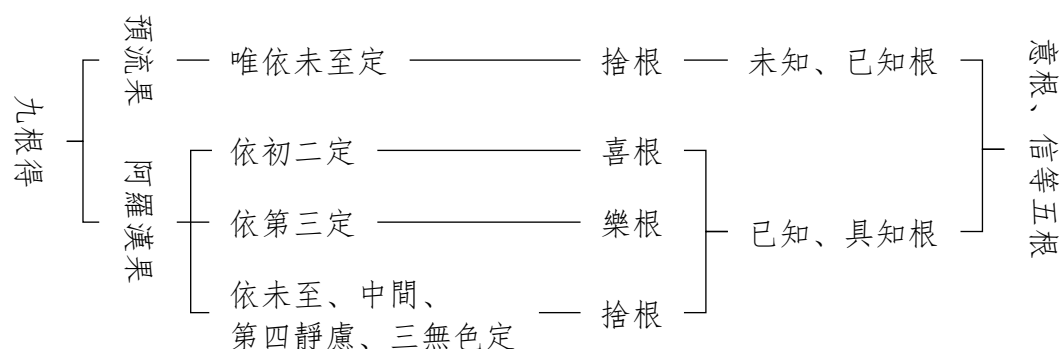 九根得
預流果
唯依未至定
捨根
未知、已知根
阿羅漢果
依初二定
喜根
依第三定
樂根
依未至、中間、
第四靜慮、三無色定
捨根
已知、具知根
意根、信等五根